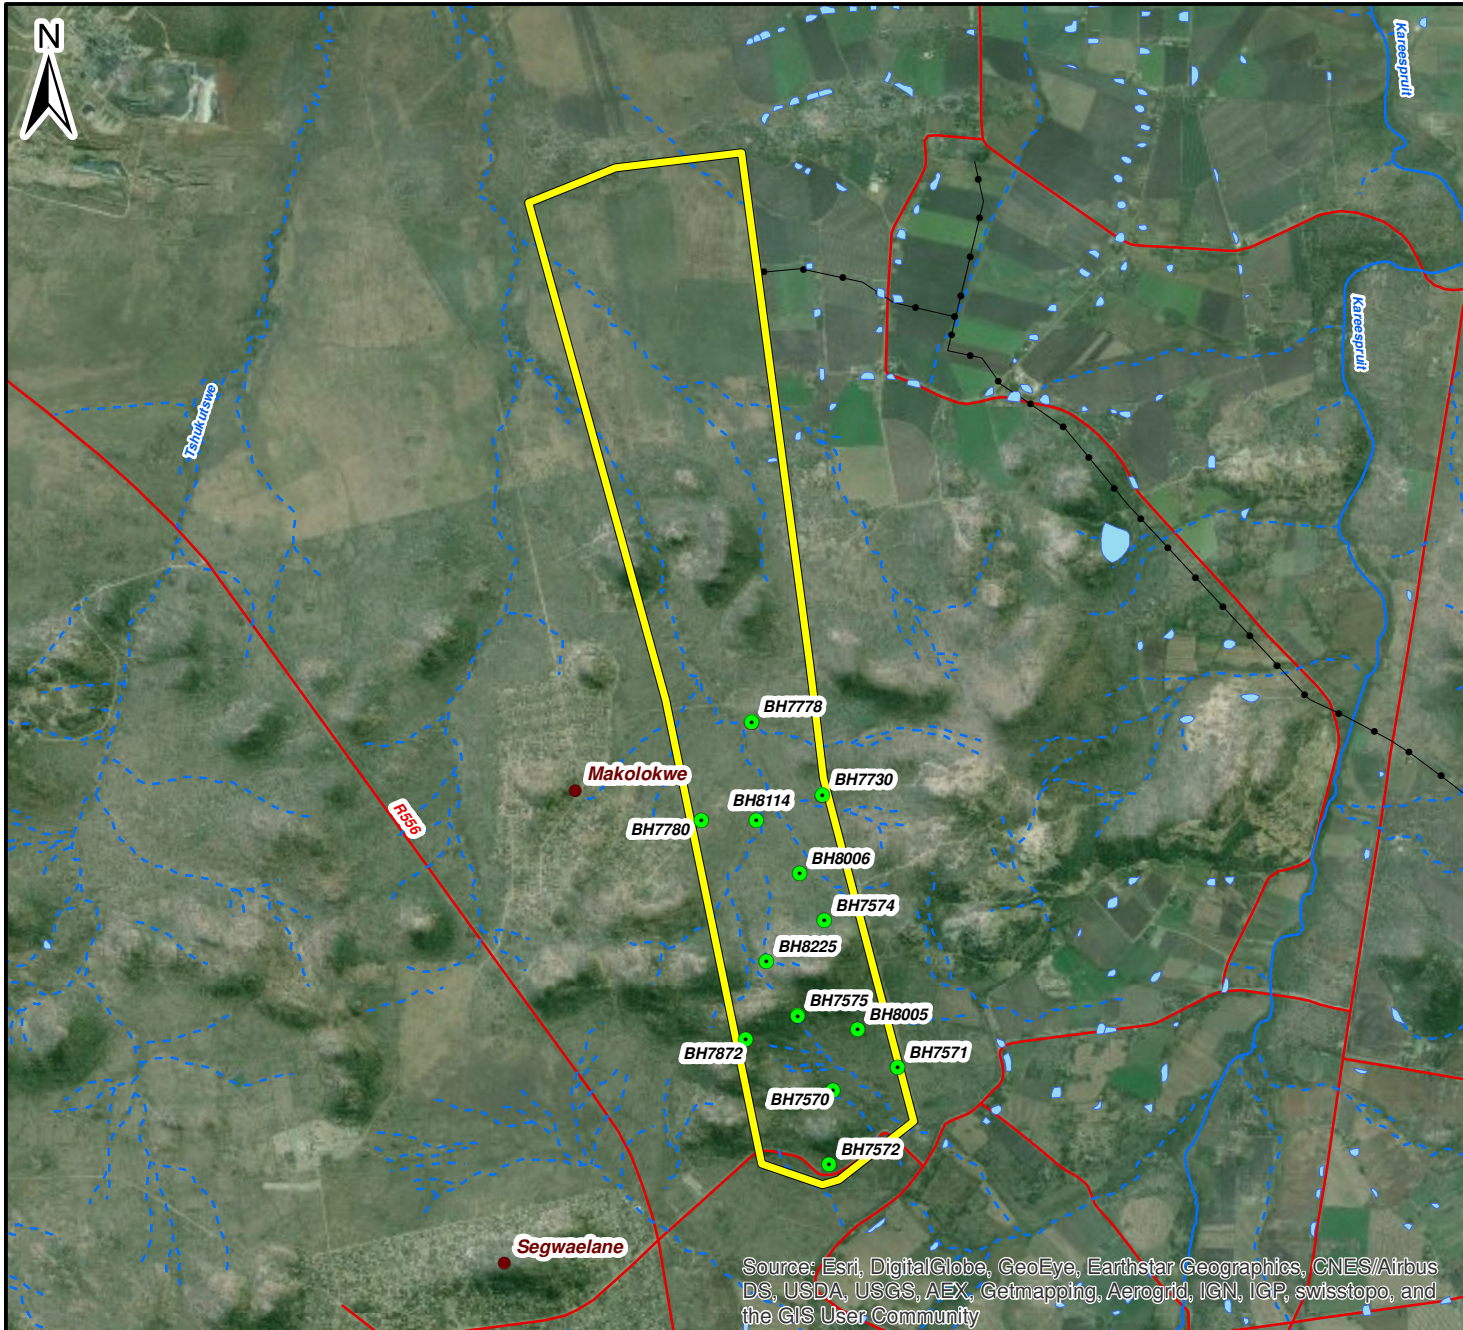 N
Kareespruit
Kareespruit
Tshukutswe
BH7778
Makolokwe
BH7730
BH8114
R556
BH7780
BH8006
BH7574
BH8225
BH7575
BH8005
BH7872
BH7571
BH7570
BH7572
Segwaelane
Source: Esri, DigitalGlobe, GeoEye, Earthstar Geographics, CNES/Airbus
DS, USDA, USGS, AEX, Getmapping, Aerogrid, IGN, IGP, swisstopo, and
the GIS User Community